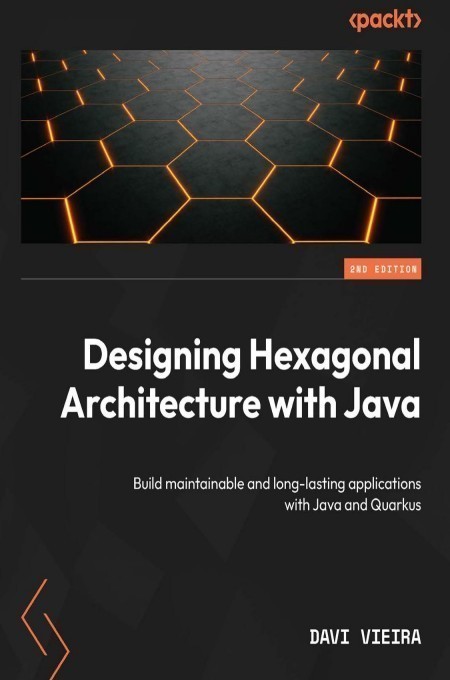 <packt>
2ND EDITION
Designing Hexagonal
Architecture with Java
Build maintainable and long-lasting applications
with Java and Quarkus
DAVI VIEIRA